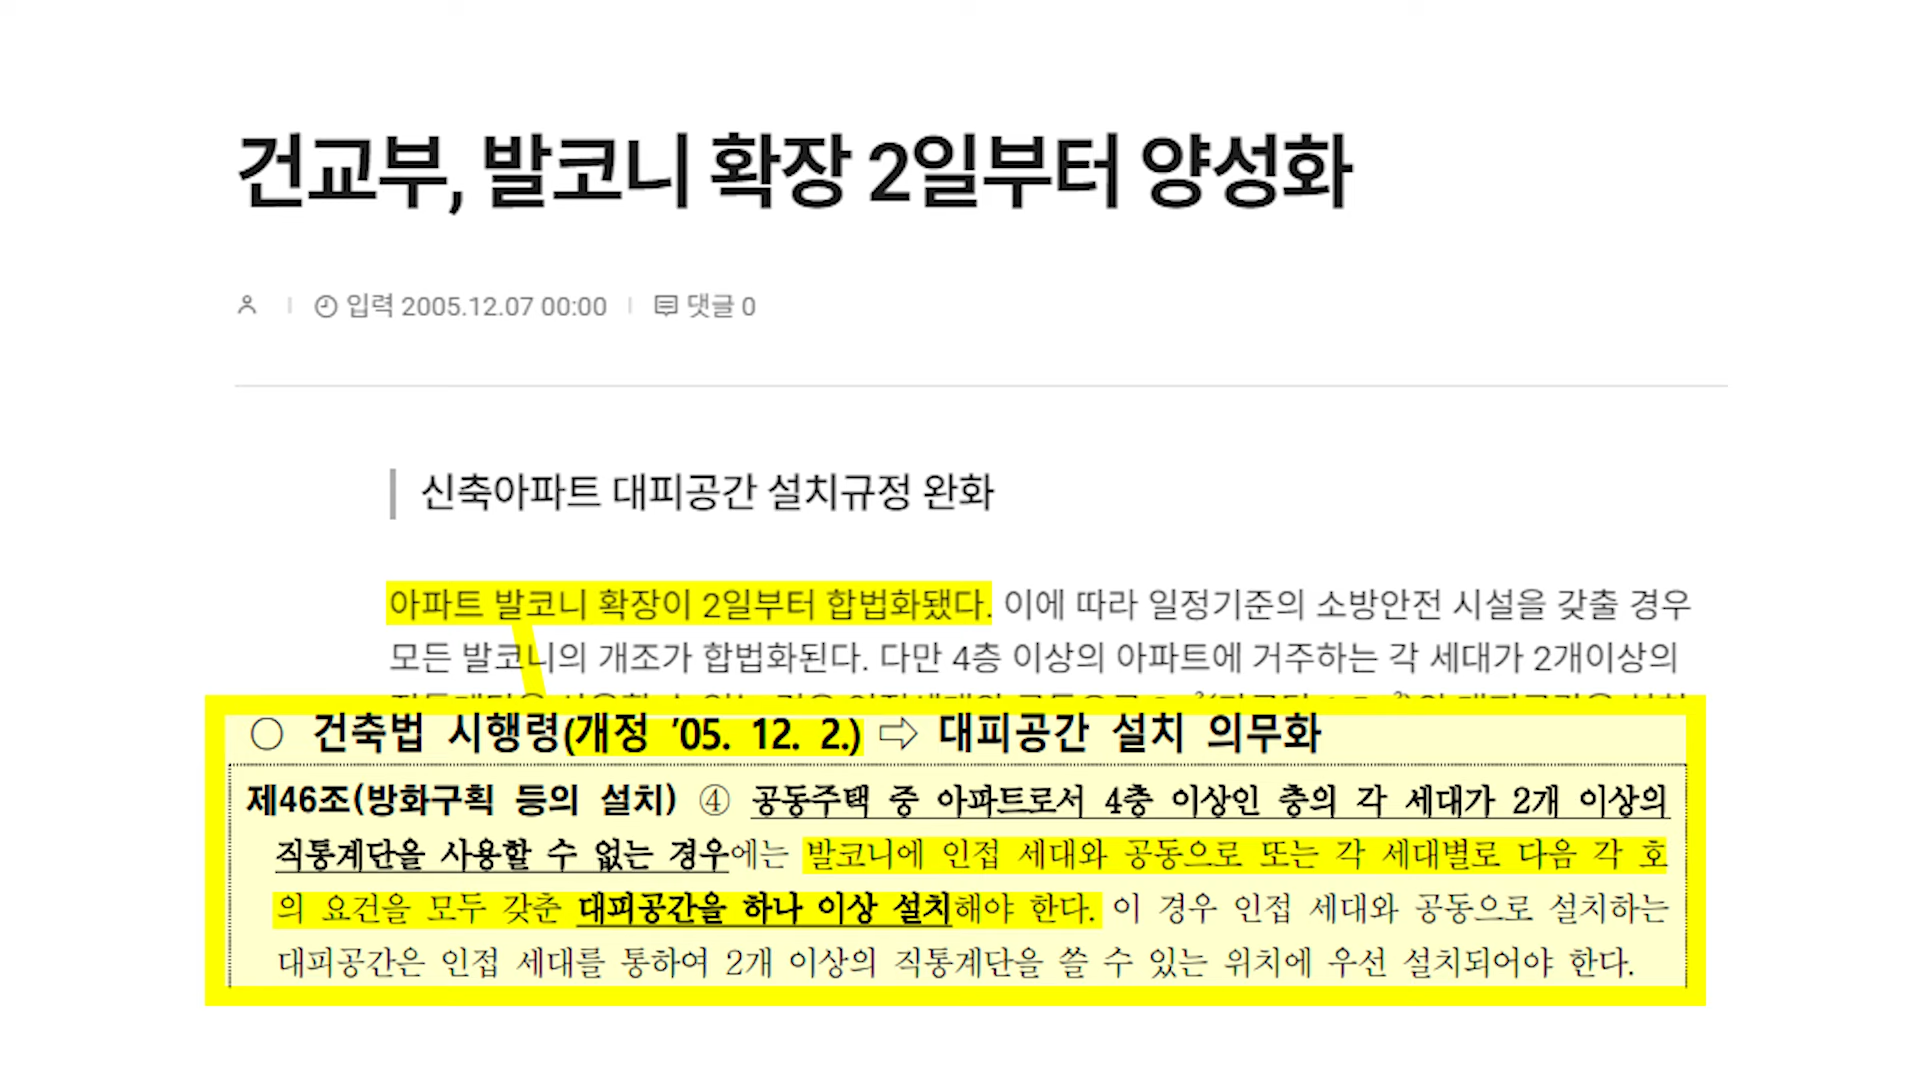 건교부, 발코니 확장 2일부터 양성화
입력 2005.12.07 00:00 댓글 0
신축아파트 대피공간 설치규정 완화
아파트 발코니 확장이 2일부터 합법화됐다. 이에 따라 일정기준의 소방안전 시설을 갖출 경우
모든 발코니의 개조가 합법화된다. 다만 4층 이상의 아파트에 거주하는 각 세대가 2개이상의
○ 건축법 시행령(개정 '05. 12. 2.) ⇨ 대피공간 설치 의무화
제46조(방화구획 등의 설치) ④ 공동주택 중 아파트로서 4층 이상인 층의 각 세대가 2개 이상의
직통계단을 사용할 수 없는 경우에는 발코니에 인접 세대와 공동으로 또는 각 세대별로 다음 각 호
의 요건을 모두 갖춘 대피공간을 하나 이상 설치해야 한다. 이 경우 인접 세대와 공동으로 설치하는
대피공간은 인접 세대를 통하여 2개 이상의 직통계단을 쓸 수 있는 위치에 우선 설치되어야 한다.